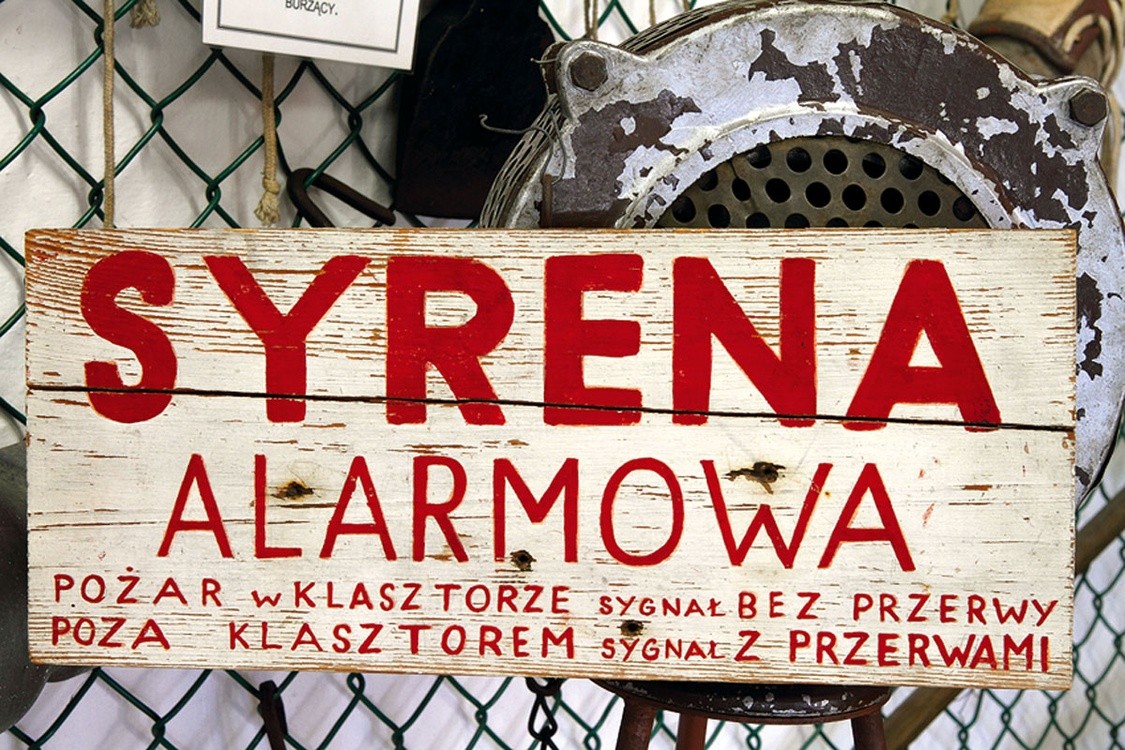 BURZĄCY.
SYRENA
ALARMOWA
POŻAR w KLASZTORZE SYGNAŁ BEZ PRZERWY
POZA KLASZTOREM SYGNAŁ Z PRZERWAMI